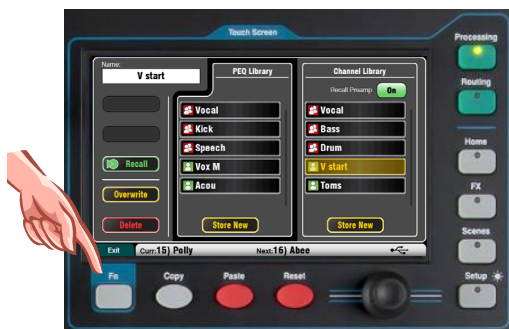 Touch Screen
Processing
Name:
V start
PEQ Library
Channel Library
Recall Preamp
On
Routing
Vocal
Kick
Speech
Vox M
Acou
Vocal
Bass
Drum
V start
Toms
Home
Recall
Overwrite
Delete
Store New
Store New
FX
Scenes
Exit
Curr:15) Polly
Next:16) Abee
Fn
Copy
Paste
Reset
Setup